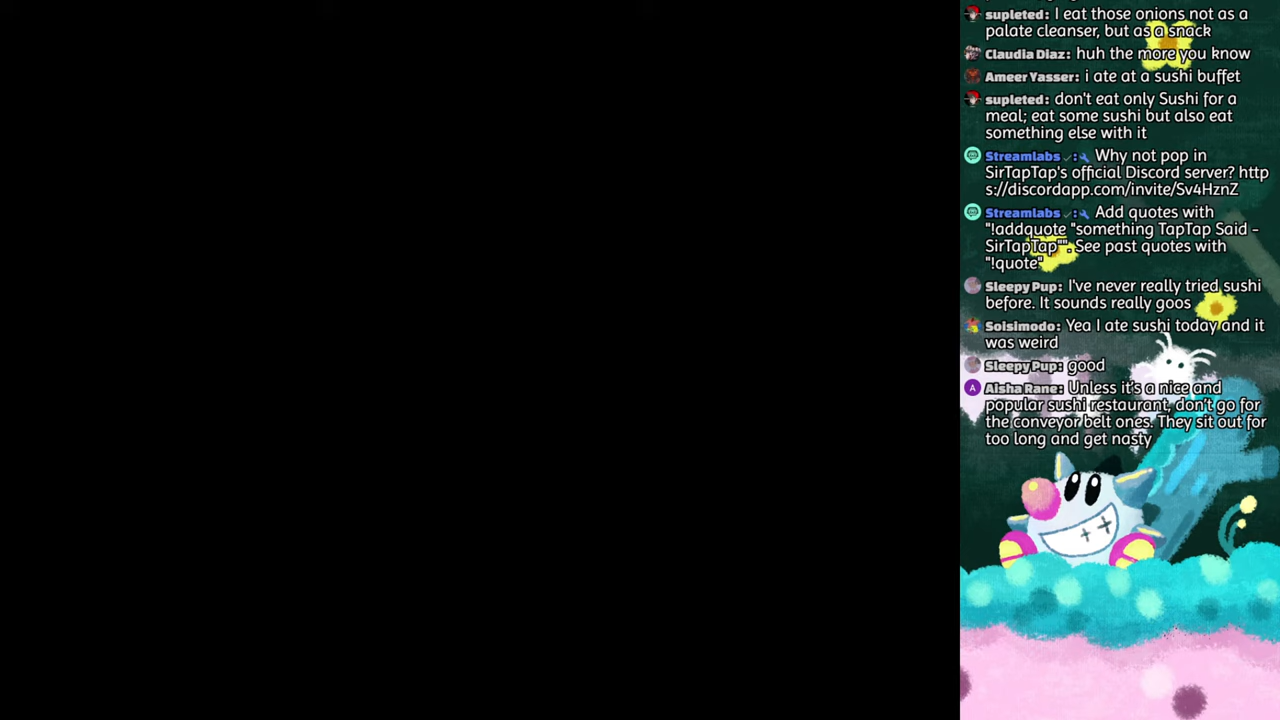 supleted: I eat those onions not as a
palate cleanser, but as a snack
Claudia Diaz: huh the more you know
Ameer Yasser: i ate at a sushi buffet
supleted: don't eat only Sushi for a
meal; eat some sushi but also eat
something else with it
Streamlabs : Why not pop in
SirTapTap's official Discord server? http
s://discordapp.com/invite/Sv4HznZ
Streamlabs : Add quotes with
"!addquote "something TapTap Said -
SirTapTap"". See past quotes with
"!quote"
Sleepy Pup: I've never really tried sushi
before. It sounds really goos
Soisimodo: Yea I ate sushi today and it
was weird
Sleepy Pup: good
A Aisha Rane: Unless it's a nice and
popular sushi restaurant, don't go for
the conveyor belt ones. They sit out for
too long and get nasty